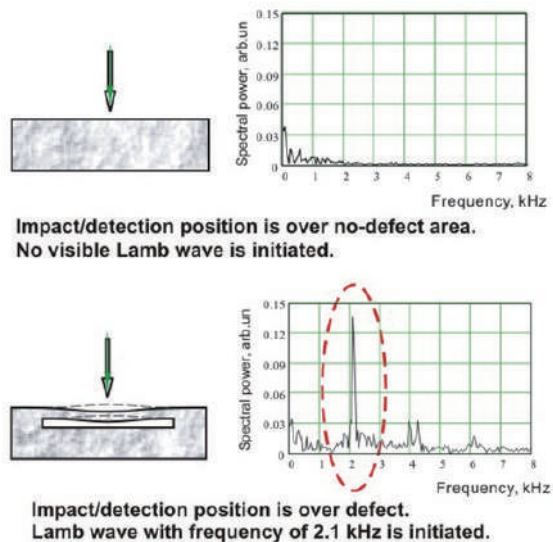 Spectral power, arb.un
0.15
0.12
0.09
0.06
0.03
0
0 1 2 3 4 5 6 7 8
Frequency, kHz
Impact/detection position is over no-defect area.
No visible Lamb wave is initiated.
Spectral power, arb.un
0.15
0.12
0.09
0.06
0.03
0
0 1 2 3 4 5 6 7 8
Frequency, kHz
Impact/detection position is over defect.
Lamb wave with frequency of 2.1 kHz is initiated.